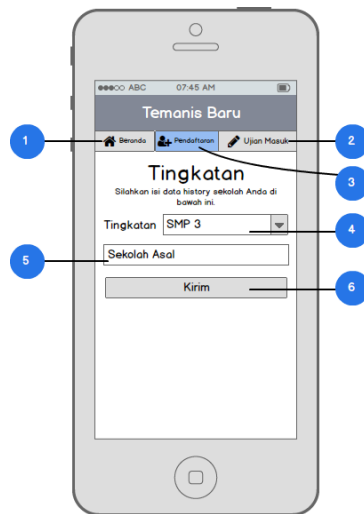 ABC 07:45 AM
Temanis Baru
1 Beranda Pendaftaran Ujian Masuk 2
3
Tingkatan
Silahkan isi data history sekolah Anda di
bawah ini.
Tingkatan SMP 3 4
5 Sekolah Asal
Kirim 6